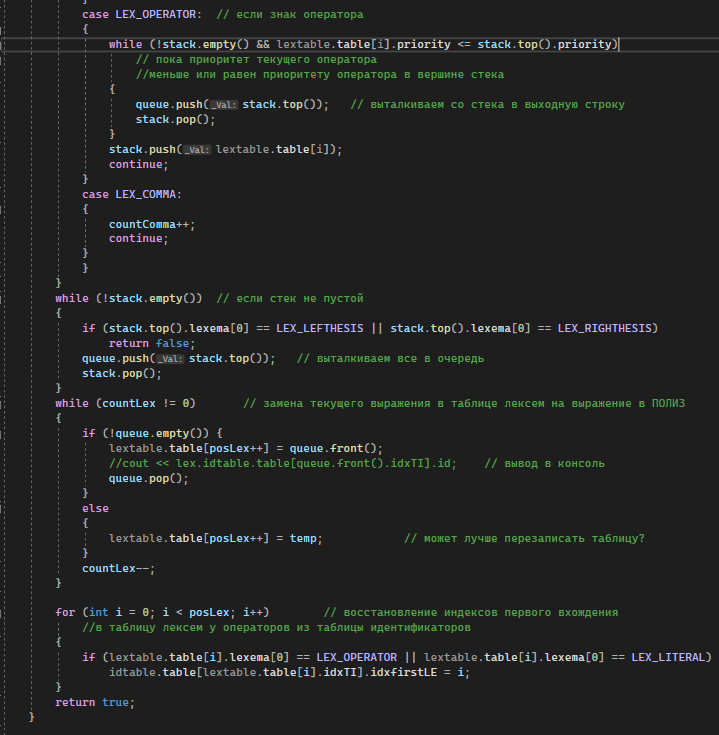 }
case LEX_OPERATOR:  // если знак оператора
{
while (!stack.empty() && lextable.table[i].priority <= stack.top().priority)
// пока приоритет текущего оператора
//меньше или равен приоритету оператора в вершине стека
{
queue.push(_Val: stack.top());   // выталкиваем со стека в выходную строку
stack.pop();
}
stack.push(_Val: lextable.table[i]);
continue;
}
case LEX_COMMA:
{
countComma++;
continue;
}
}
}
while (!stack.empty())  // если стек не пустой
{
if (stack.top().lexema[0] == LEX_LEFTHESIS || stack.top().lexema[0] == LEX_RIGHTHESIS)
return false;
queue.push(_Val: stack.top());   // выталкиваем все в очередь
stack.pop();
}
while (countLex != 0)       // замена текущего выражения в таблице лексем на выражение в ПОЛИЗ
{
if (!queue.empty()) {
lextable.table[posLex++] = queue.front();
//cout << lex.idtable.table[queue.front().idxTI].id;    // вывод в консоль
queue.pop();
}
else
{
lextable.table[posLex++] = temp;            // может лучше перезаписать таблицу?
}
countLex--;
}
for (int i = 0; i < posLex; i++)        // восстановление индексов первого вхождения
//в таблицу лексем у операторов из таблицы идентификаторов
{
if (lextable.table[i].lexema[0] == LEX_OPERATOR || lextable.table[i].lexema[0] == LEX_LITERAL)
idtable.table[lextable.table[i].idxTI].idxfirstLE = i;
}
return true;
}